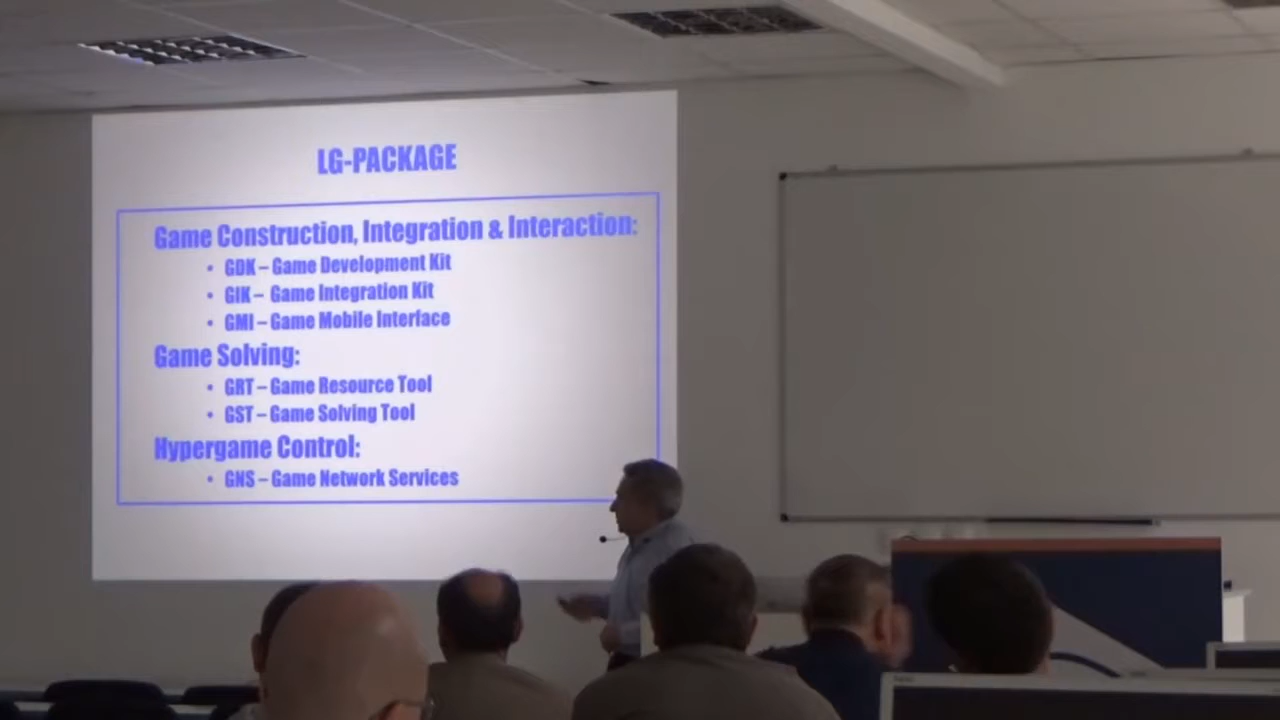 LG-PACKAGE
Game Construction, Integration & Interaction:
• GDK – Game Development Kit
• GIK – Game Integration Kit
• GMI – Game Mobile Interface
Game Solving:
• GRT – Game Resource Tool
• GST – Game Solving Tool
Hypergame Control:
• GNS – Game Network Services